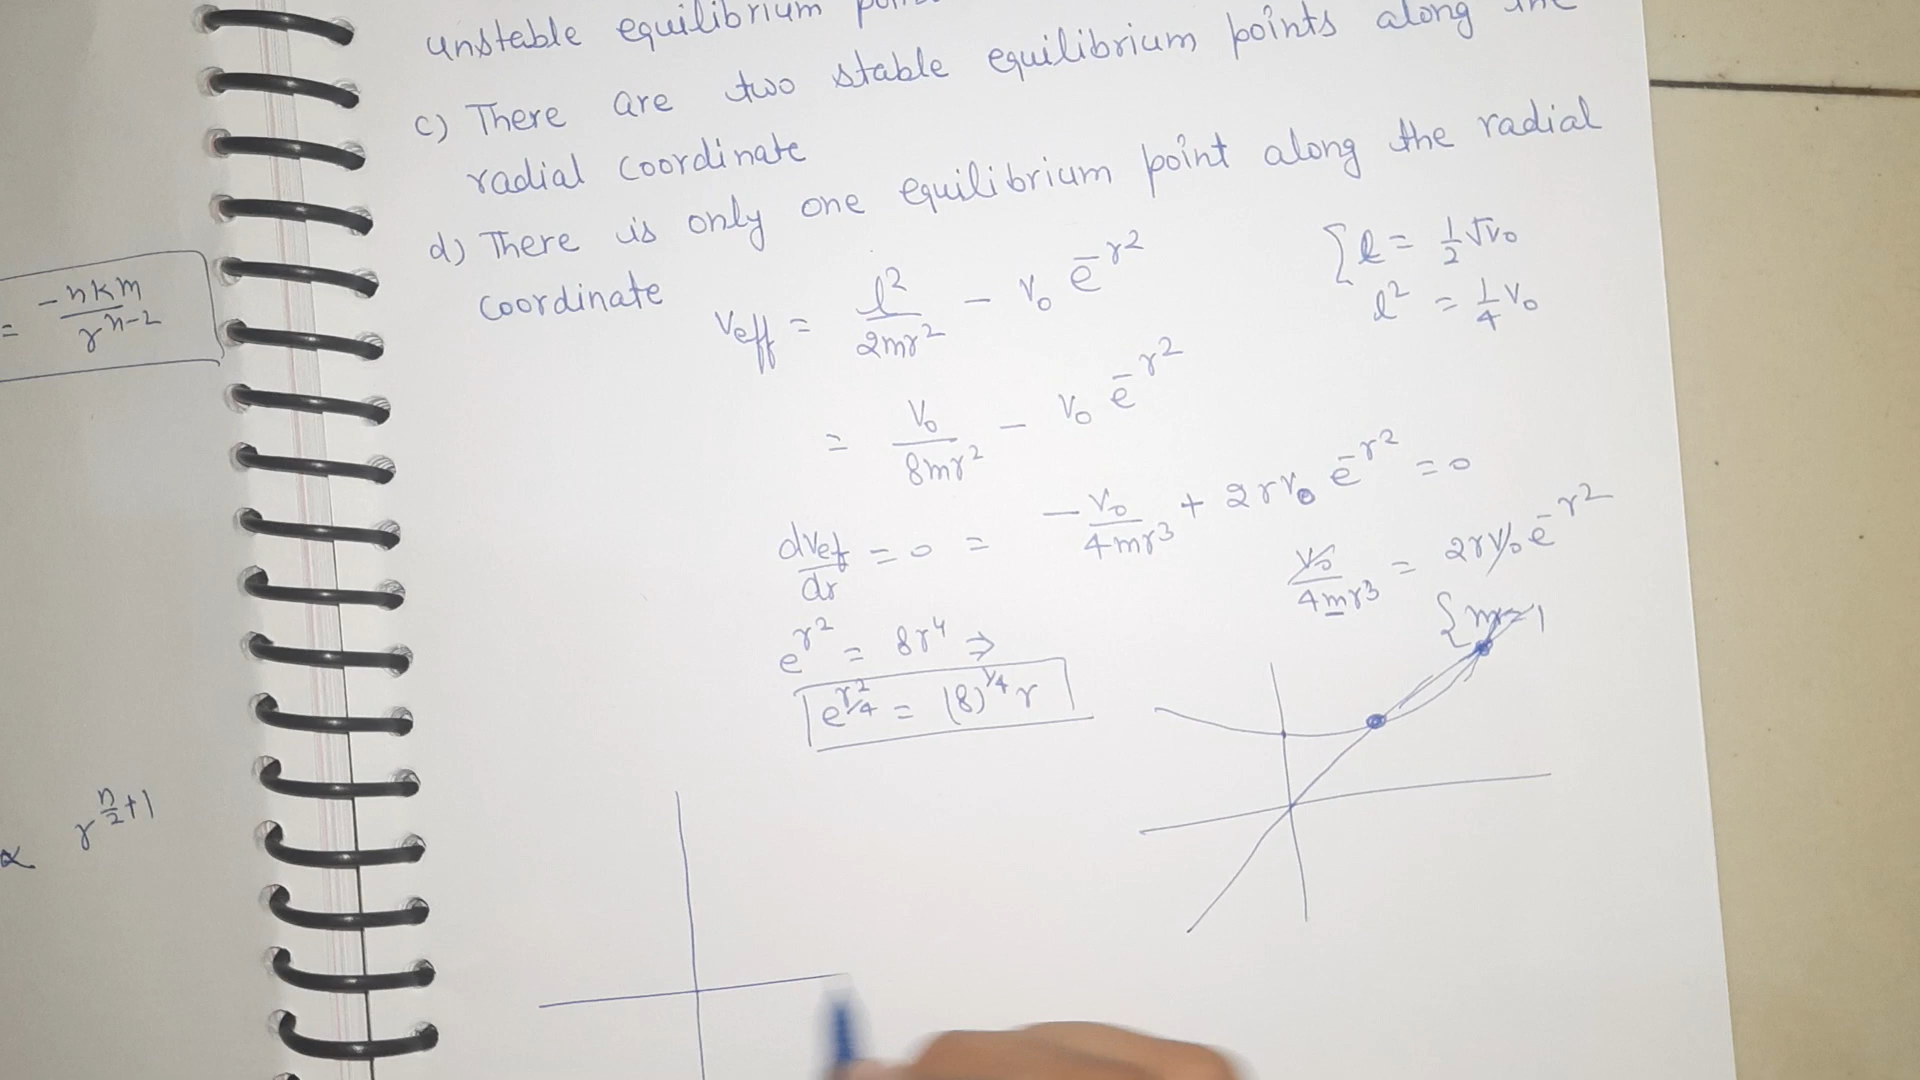 unstable equilibrium
c) There are two stable equilibrium points along the
radial coordinate
d) There is only one equilibrium point along the radial
coordinate
Veff = l²/2mr² - V₀ e^-r²
{ l = 1/2 √V₀
l² = 1/4 V₀
= V₀/8mr² - V₀ e^-r²
dVef/dr = 0 = -V₀/4mr³ + 2rV₀ e^-r² = 0
V₀/4mr³ = 2rV₀ e^-r²
{ m=1
e^r² = 8r⁴ ⇒
e^r²/4 = (8)^1/4 r
= -nkm/r^n-2
∝ r^n/2+1